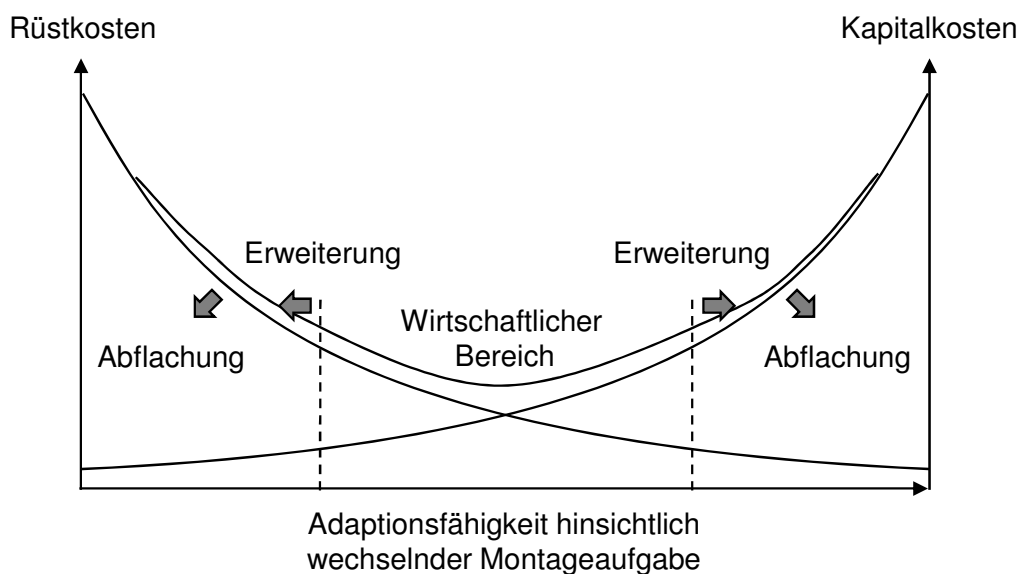 Rüstkosten
Kapitalkosten
Erweiterung
Erweiterung
Wirtschaftlicher
Bereich
Abflachung
Abflachung
Adaptionsfähigkeit hinsichtlich
wechselnder Montageaufgabe